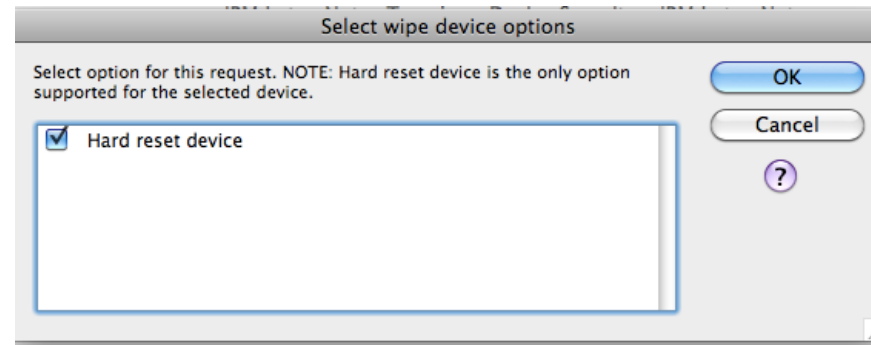 Select wipe device options
Select option for this request. NOTE: Hard reset device is the only option
supported for the selected device.
OK
Cancel
Hard reset device
?